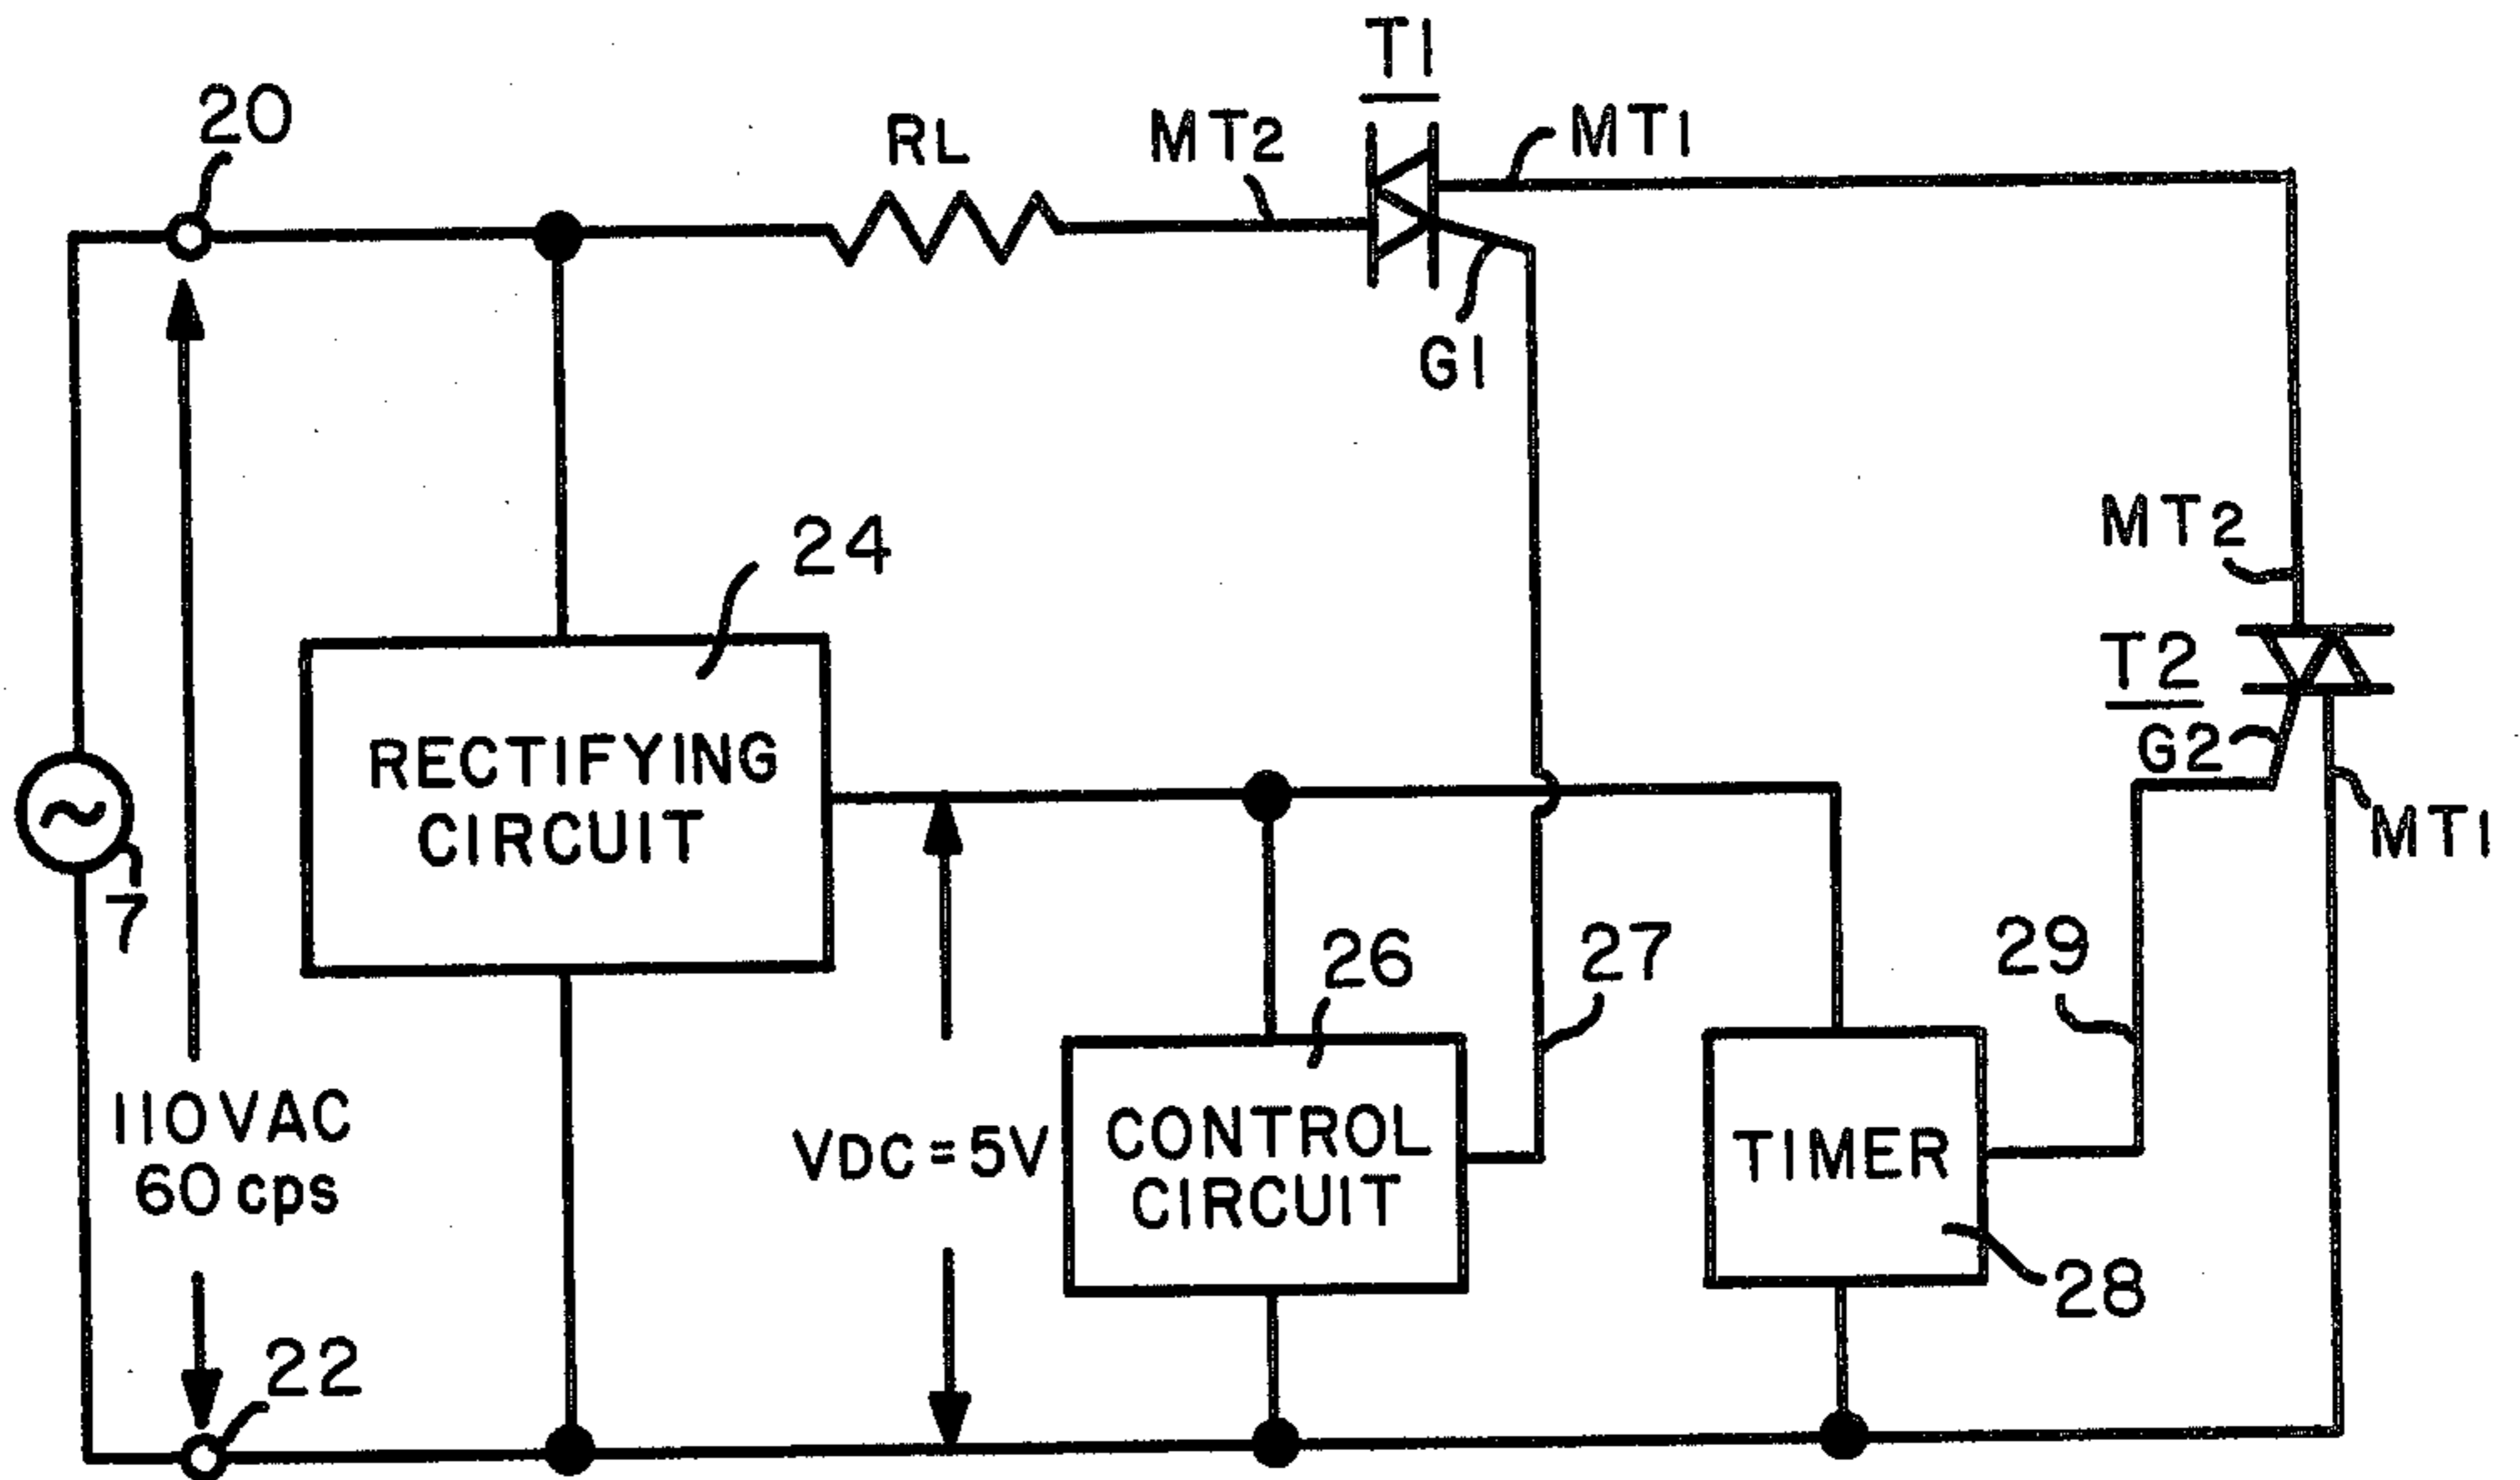 T1
20
RL
MT2
MT1
G1
24
MT2
T2
G2
MT1
RECTIFYING
CIRCUIT
7
26
27
29
110VAC
60 cps
VDC = 5V
CONTROL
CIRCUIT
TIMER
28
22